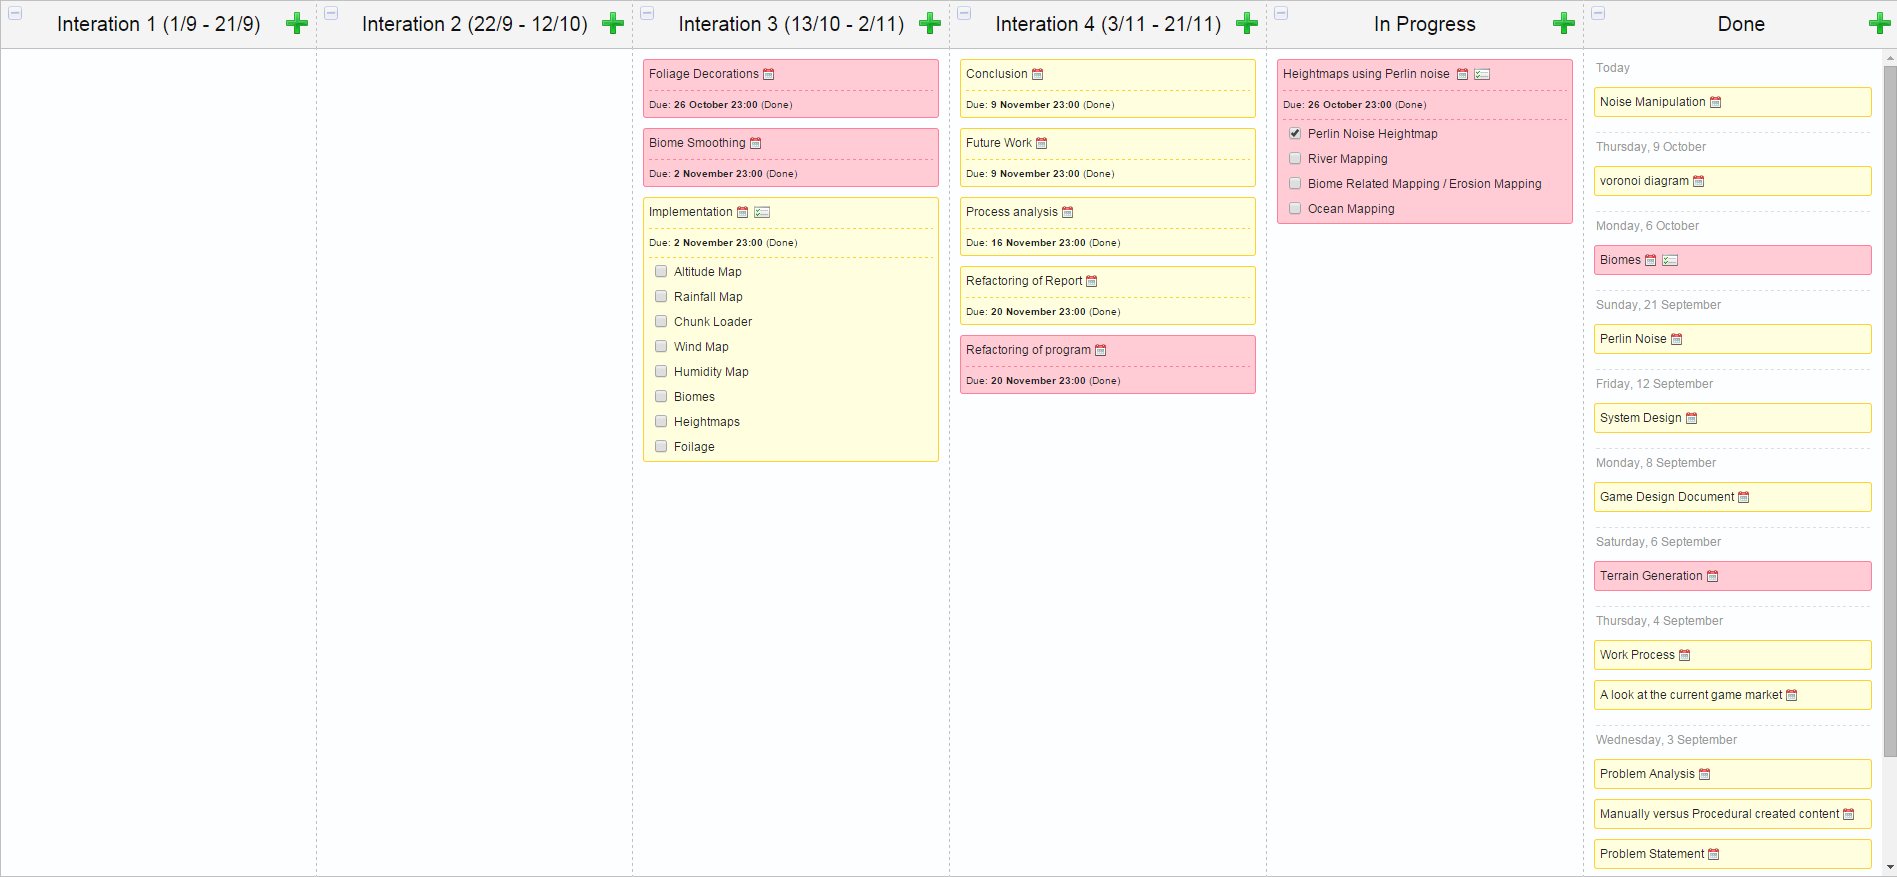 Interation 1 (1/9 - 21/9)
Interation 2 (22/9 - 12/10)
Interation 3 (13/10 - 2/11)
Interation 4 (3/11 - 21/11)
In Progress
Done
Foliage Decorations
Due: 26 October 23:00 (Done)
Biome Smoothing
Due: 2 November 23:00 (Done)
Implementation
Due: 2 November 23:00 (Done)
Altitude Map
Rainfall Map
Chunk Loader
Wind Map
Humidity Map
Biomes
Heightmaps
Foilage
Conclusion
Due: 9 November 23:00 (Done)
Future Work
Due: 9 November 23:00 (Done)
Process analysis
Due: 16 November 23:00 (Done)
Refactoring of Report
Due: 20 November 23:00 (Done)
Refactoring of program
Due: 20 November 23:00 (Done)
Heightmaps using Perlin noise
Due: 26 October 23:00 (Done)
Perlin Noise Heightmap
River Mapping
Biome Related Mapping / Erosion Mapping
Ocean Mapping
Today
Noise Manipulation
Thursday, 9 October
voronoi diagram
Monday, 6 October
Biomes
Sunday, 21 September
Perlin Noise
Friday, 12 September
System Design
Monday, 8 September
Game Design Document
Saturday, 6 September
Terrain Generation
Thursday, 4 September
Work Process
A look at the current game market
Wednesday, 3 September
Problem Analysis
Manually versus Procedural created content
Problem Statement